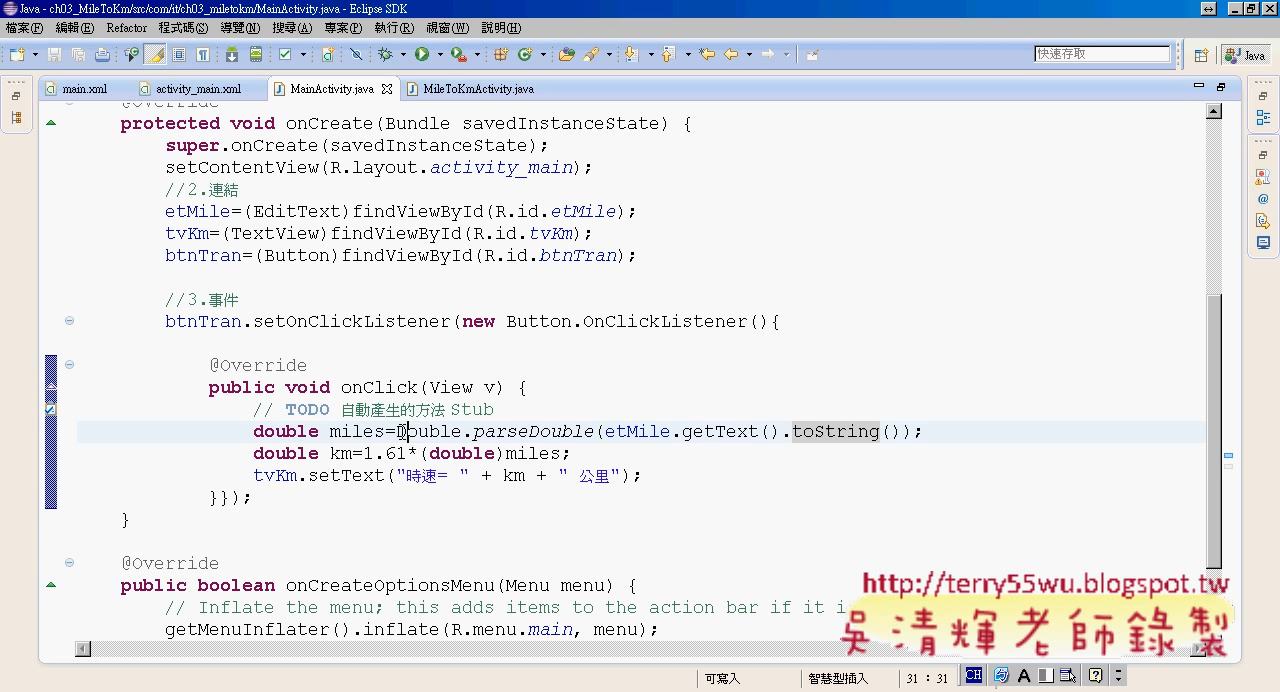 Java - ch03_MileToKm/src/com/it/ch03_miletokm/MainActivity.java - Eclipse SDK
檔案(F) 編輯(E) Refactor 程式碼(S) 導覽(N) 搜尋(A) 專案(P) 執行(R) 視窗(W) 說明(H)
快速存取
Java
main.xml activity_main.xml MainActivity.java MileToKmActivity.java
@Override
protected void onCreate(Bundle savedInstanceState) {
super.onCreate(savedInstanceState);
setContentView(R.layout.activity_main);
//2.連結
etMile=(EditText)findViewById(R.id.etMile);
tvKm=(TextView)findViewById(R.id.tvKm);
btnTran=(Button)findViewById(R.id.btnTran);
//3.事件
btnTran.setOnClickListener(new Button.OnClickListener(){
@Override
public void onClick(View v) {
// TODO 自動產生的方法 Stub
double miles=Double.parseDouble(etMile.getText().toString());
double km=1.61*(double)miles;
tvKm.setText("時速= " + km + " 公里");
}});
}
@Override
public boolean onCreateOptionsMenu(Menu menu) {
// Inflate the menu; this adds items to the action bar if it i
getMenuInflater().inflate(R.menu.main, menu);
http://terry55wu.blogspot.tw
吳清輝老師錄製
可寫入 智慧型插入 31 : 31 CH A